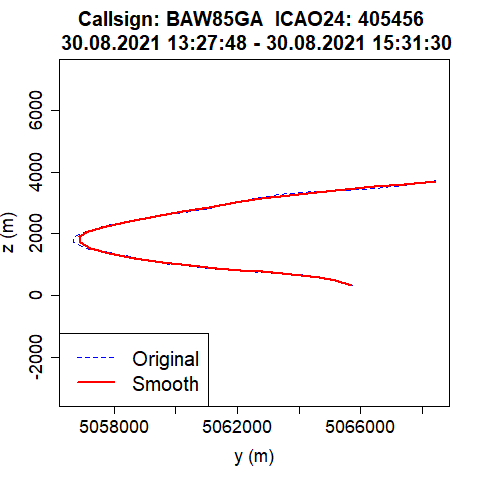 Callsign: BAW85GA  ICAO24: 405456
30.08.2021 13:27:48 - 30.08.2021 15:31:30
z (m)
6000
4000
2000
0
-2000
Original
Smooth
5058000 5062000 5066000
y (m)